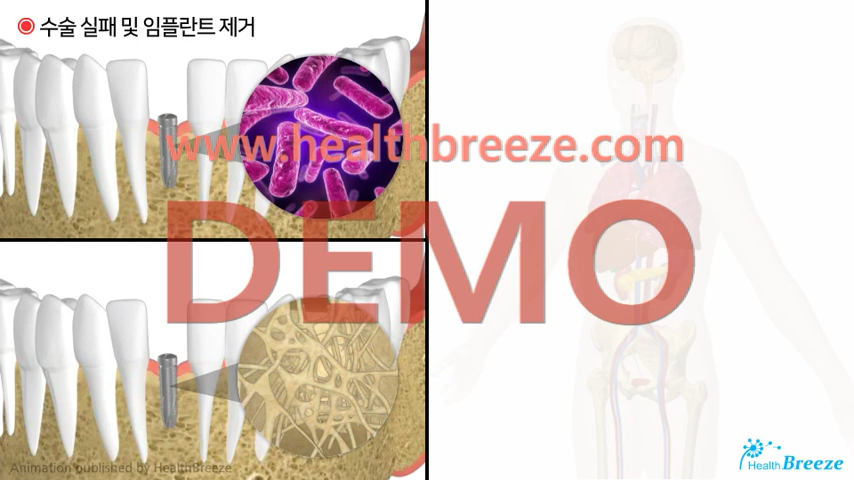 수술 실패 및 임플란트 제거
www.healthbreeze.com
DEMO
Animation published by HealthBreeze
Health Breeze